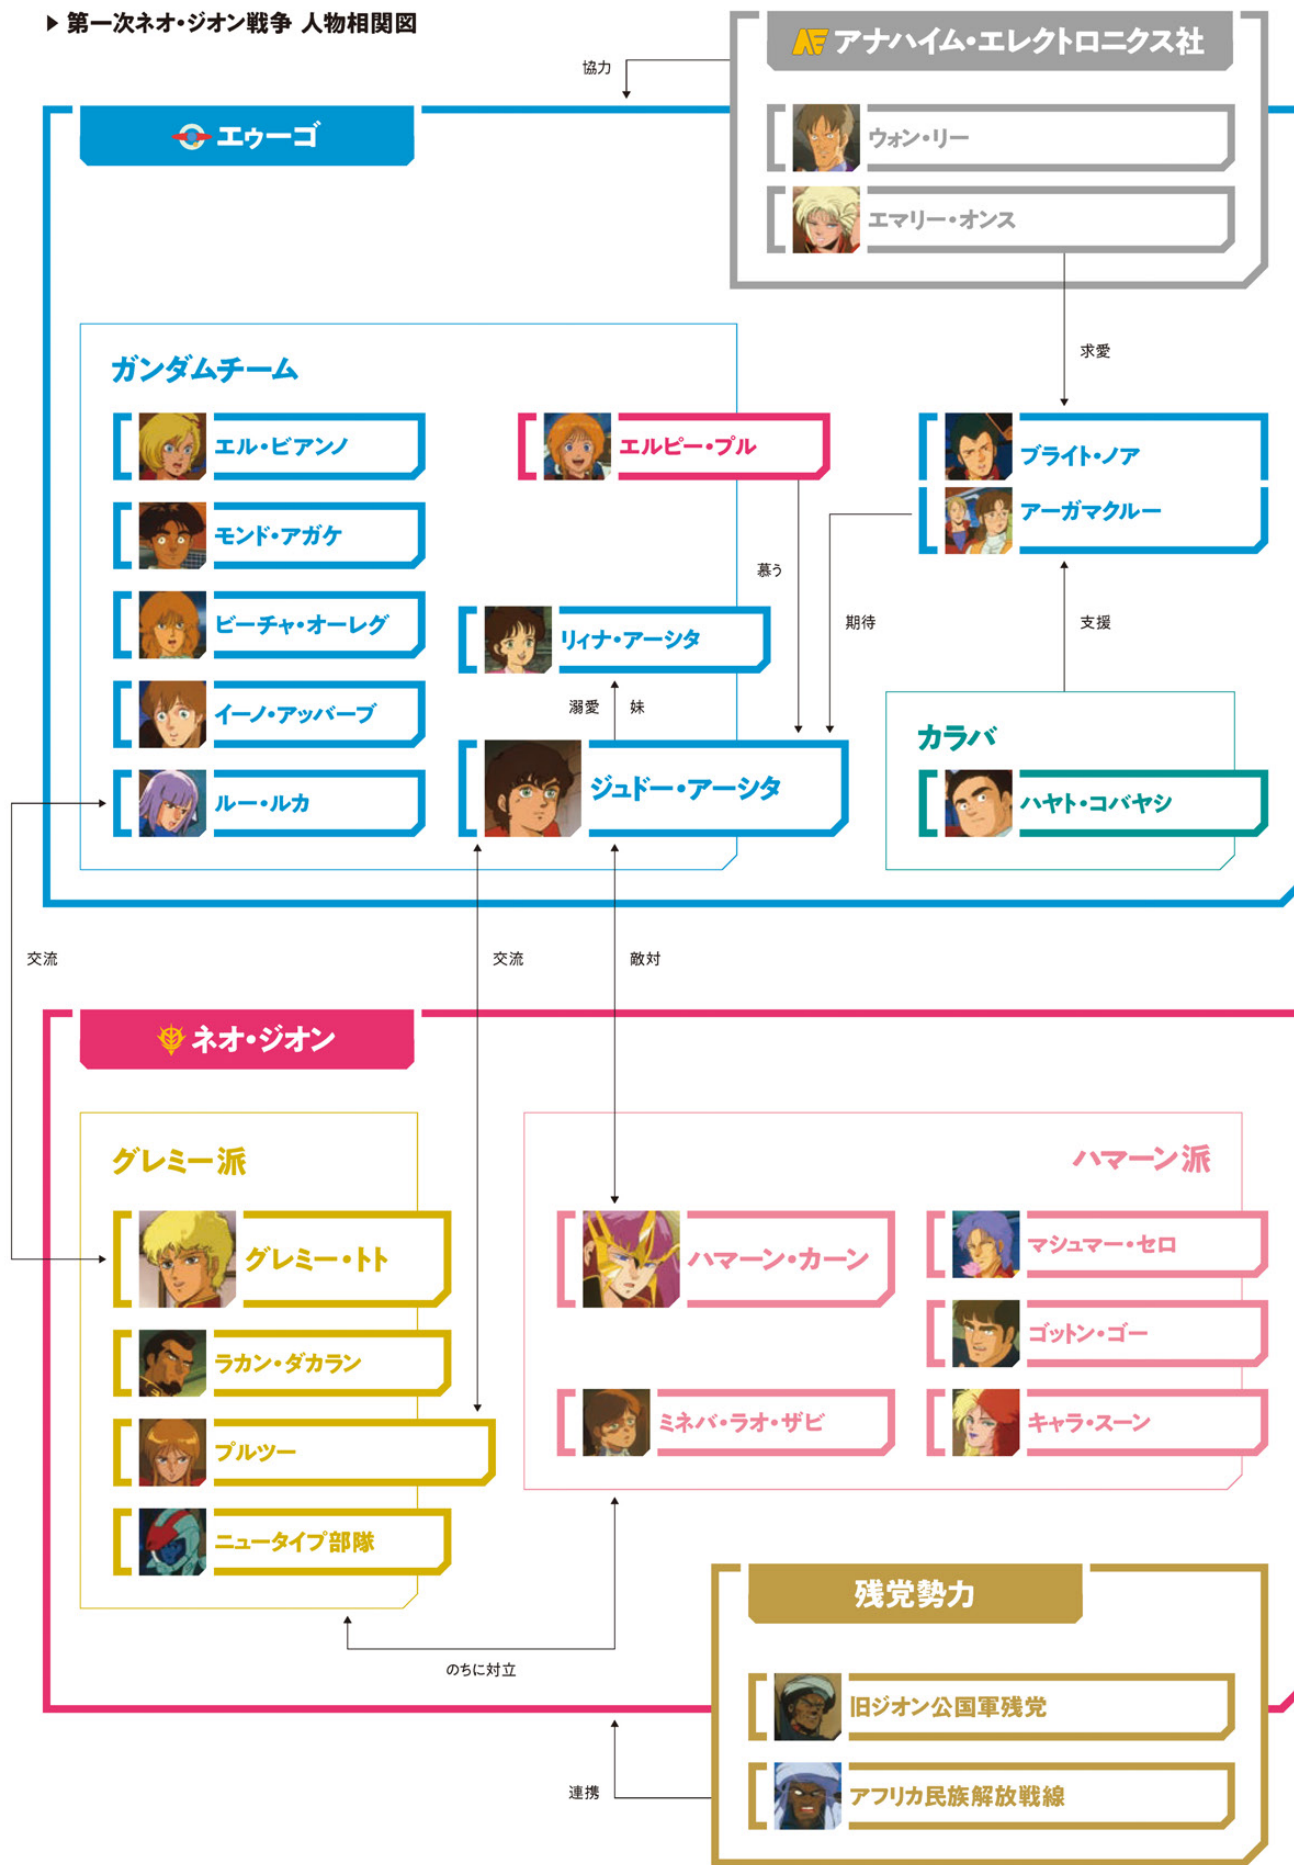 ▶ 第一次ネオ・ジオン戦争 人物相関図
アナハイム・エレクトロニクス社
協力
ウォン・リー
エマリー・オンス
エゥーゴ
求愛
ガンダムチーム
エル・ビアンノ
エルピー・プル
ブライト・ノア
アーガマクルー
モンド・アガケ
慕う
期待
支援
ビーチャ・オーレグ
リィナ・アーシタ
溺愛
妹
イーノ・アッバーブ
カラバ
ルー・ルカ
ジュドー・アーシタ
ハヤト・コバヤシ
交流
交流
敵対
ネオ・ジオン
グレミー派
ハマーン派
グレミー・トト
ハマーン・カーン
マシュマー・セロ
ラカン・ダカラン
ゴットン・ゴー
プルツー
ミネバ・ラオ・ザビ
キャラ・スーン
ニュータイプ部隊
のちに対立
残党勢力
旧ジオン公国軍残党
連携
アフリカ民族解放戦線